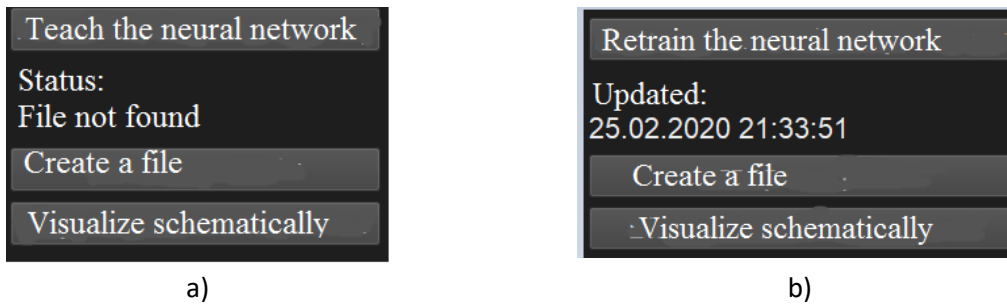 Teach the neural network
Status:
File not found
Create a file
Visualize schematically
a)
Retrain the neural network
Updated:
25.02.2020 21:33:51
Create a file
Visualize schematically
b)